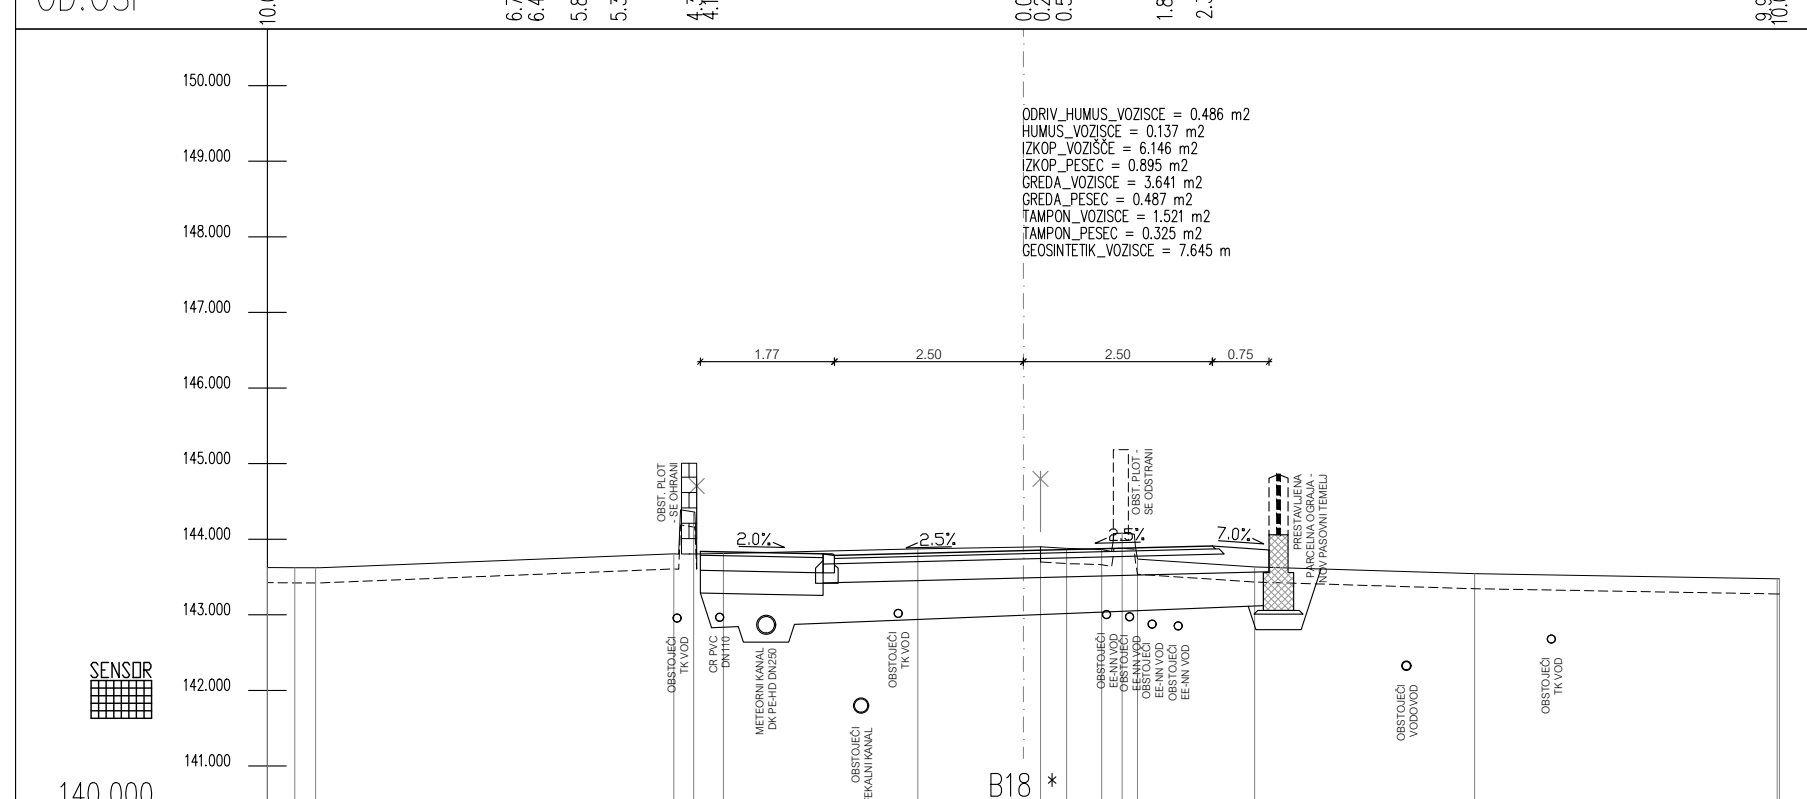 150.000
149.000
148.000
147.000
146.000
145.000
144.000
143.000
142.000
141.000
140.000
ODRIV_HUMUS_VOZISCE = 0.486 m2
HUMUS_VOZISCE = 0.137 m2
IZKOP_VOZIŠČE = 6.146 m2
IZKOP_PESEC = 0.895 m2
GREDA_VOZISCE = 3.641 m2
GREDA_PESEC = 0.487 m2
TAMPON_VOZISCE = 1.521 m2
TAMPON_PESEC = 0.325 m2
GEOSINTETIK_VOZISCE = 7.645 m
1.77
2.50
2.50
0.75
OBST. PLOT
- SE OHRANI
2.0%
2.5%
2.5%
7.0%
OBST. PLOT -
SE ODSTRANI
PRESTAVLJENA
PARCELNA OGRAJA -
NOV PASOVNI TEMELJ
OBSTOJEČI
TK VOD
CR PVC
DN110
METEORNI KANAL
DK PE-HD DN250
OBSTOJEČI
OBSTOJEČI
TK VOD
OBSTOJEČI
EE-NN VOD
OBSTOJEČI
EE-NN VOD
OBSTOJEČI
EE-NN VOD
OBSTOJEČI
EE-NN VOD
OBSTOJEČI
VODOVOD
OBSTOJEČI
TK VOD
SENSOR
B18 *